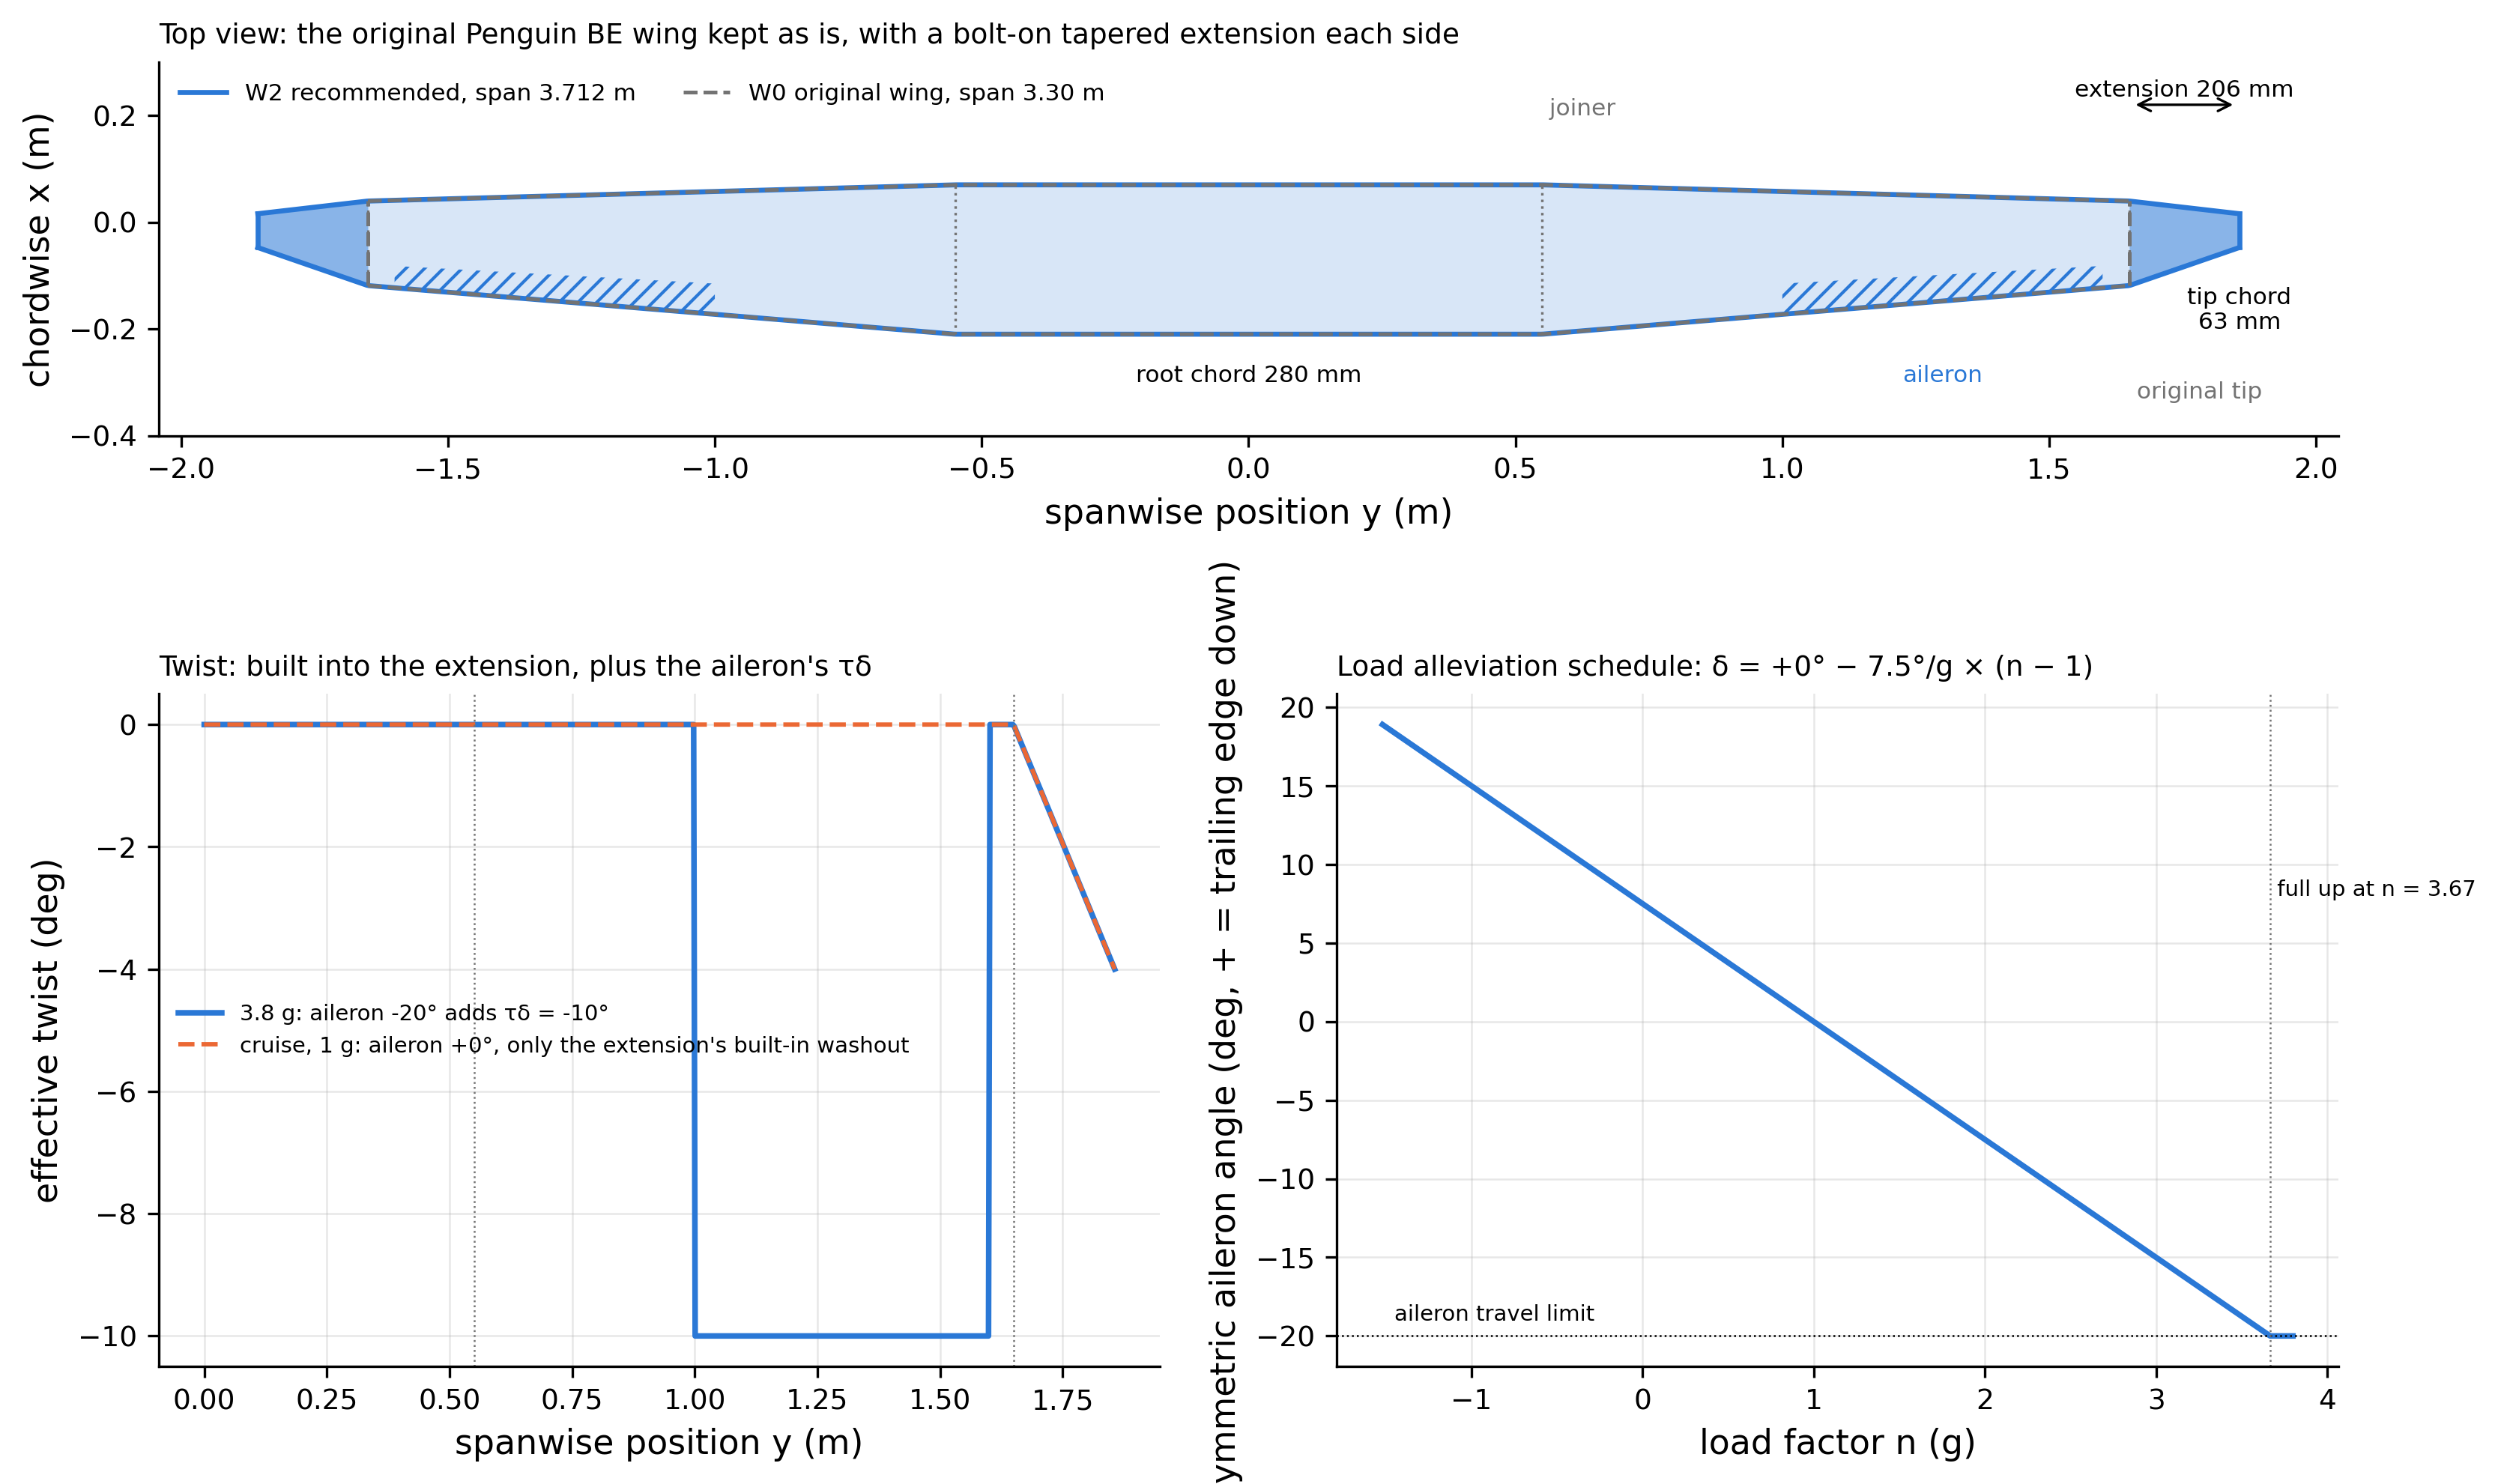 Top view: the original Penguin BE wing kept as is, with a bolt-on tapered extension each side
W2 recommended, span 3.712 m
W0 original wing, span 3.30 m
joiner
extension 206 mm
chordwise x (m)
0.2
0.0
−0.2
−0.4
tip chord
63 mm
root chord 280 mm
aileron
original tip
−2.0 −1.5 −1.0 −0.5 0.0 0.5 1.0 1.5 2.0
spanwise position y (m)
Twist: built into the extension, plus the aileron's τδ
effective twist (deg)
0
−2
−4
−6
−8
−10
3.8 g: aileron -20° adds τδ = -10°
cruise, 1 g: aileron +0°, only the extension's built-in washout
0.00 0.25 0.50 0.75 1.00 1.25 1.50 1.75
spanwise position y (m)
Load alleviation schedule: δ = +0° − 7.5°/g × (n − 1)
ymmetric aileron angle (deg, + = trailing edge down)
20
15
10
5
0
−5
−10
−15
−20
full up at n = 3.67
aileron travel limit
−1 0 1 2 3 4
load factor n (g)